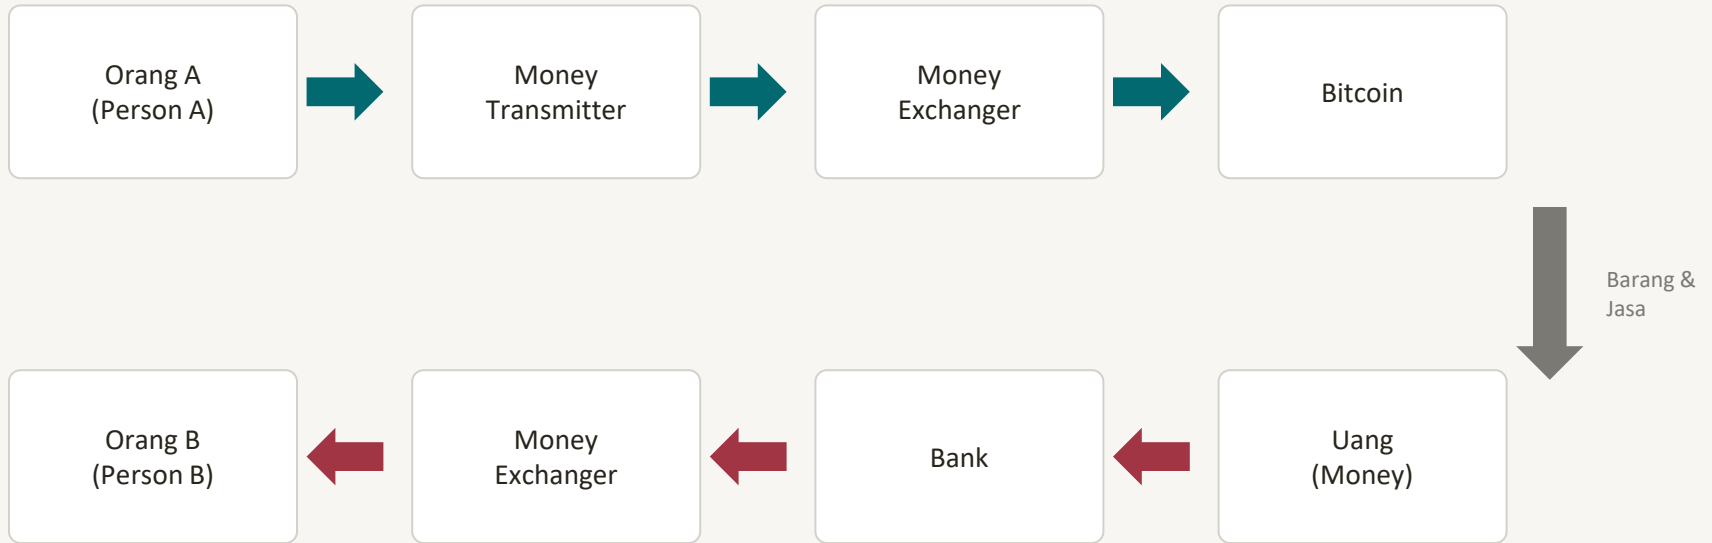 Orang A
(Person A)
Money
Transmitter
Money
Exchanger
Bitcoin
Barang &
Jasa
Orang B
(Person B)
Money
Exchanger
Bank
Uang
(Money)